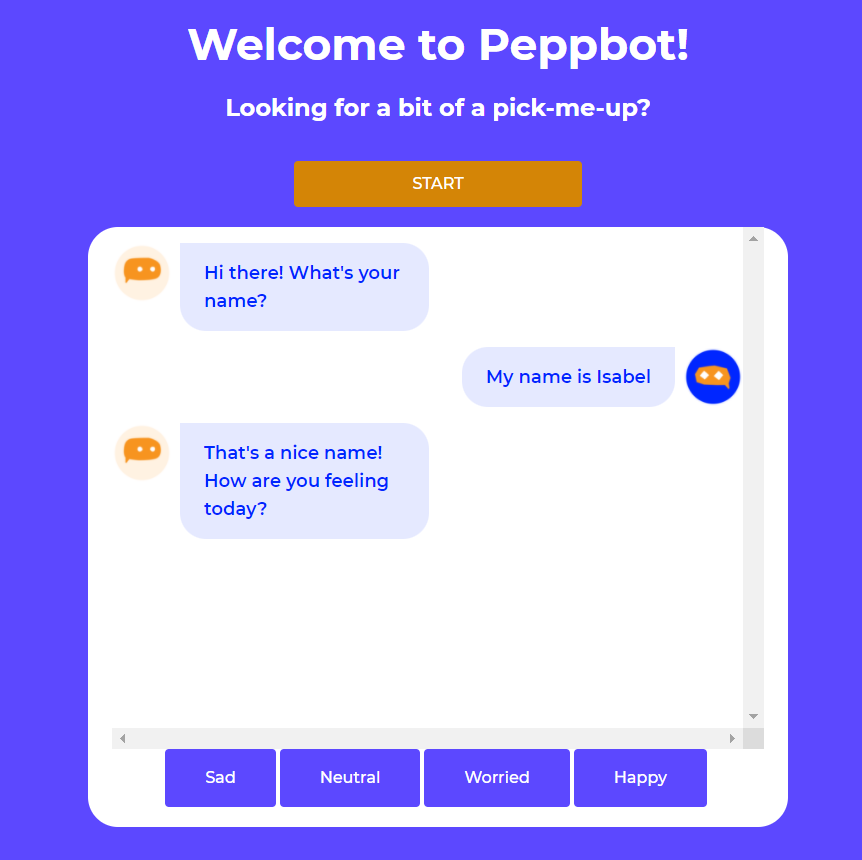 Welcome to Peppbot!
Looking for a bit of a pick-me-up?
START
Hi there! What's your
name?
My name is Isabel
That's a nice name!
How are you feeling
today?
Sad
Neutral
Worried
Happy